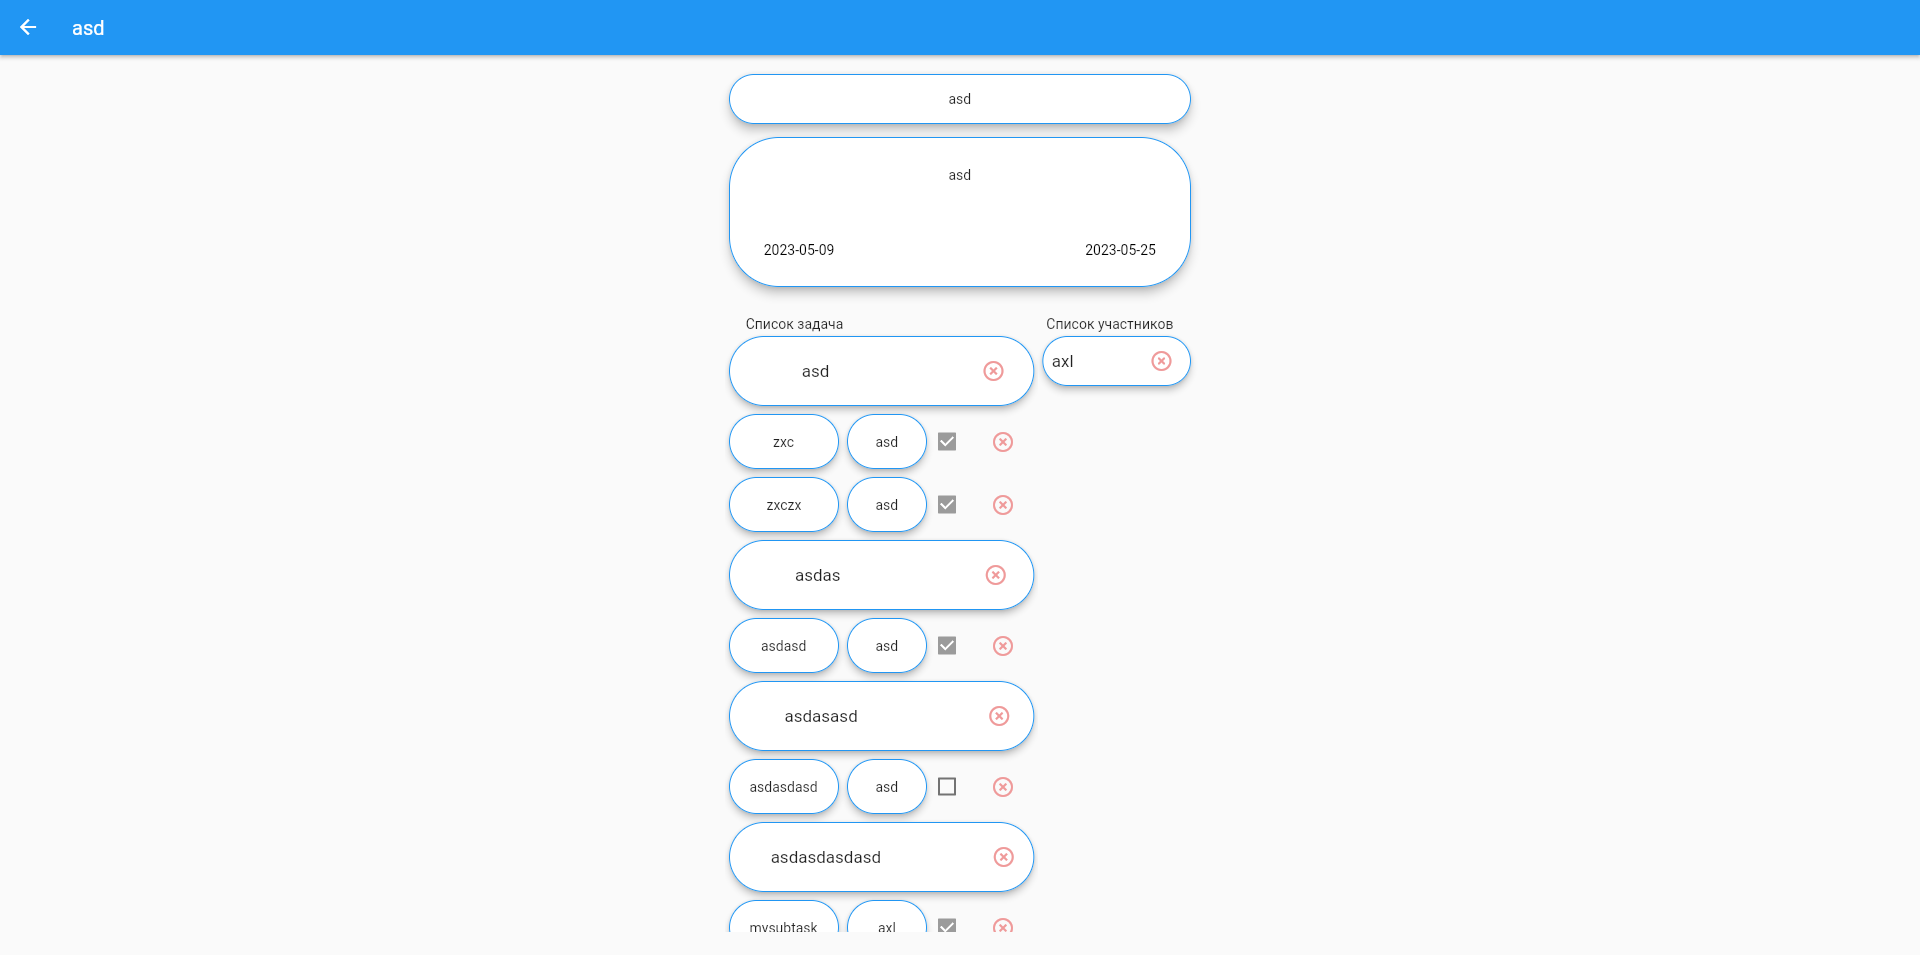 asd
asd
asd
2023-05-09 2023-05-25
Список задача
Список участников
asd
axl
zxc asd
zxczx asd
asdas
asdasd asd
asdasasd
asdasdasd asd
asdasdasdasd
mysubtask axl